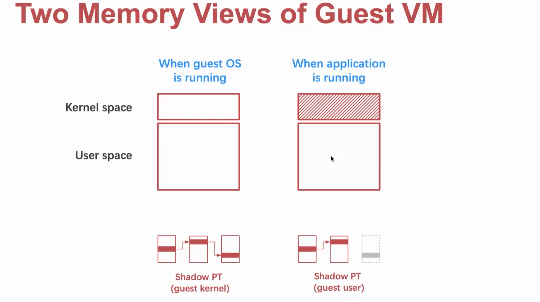 Two Memory Views of Guest VM
When guest OS
is running
When application
is running
Kernel space
User space
Shadow PT
(guest kernel)
Shadow PT
(guest user)